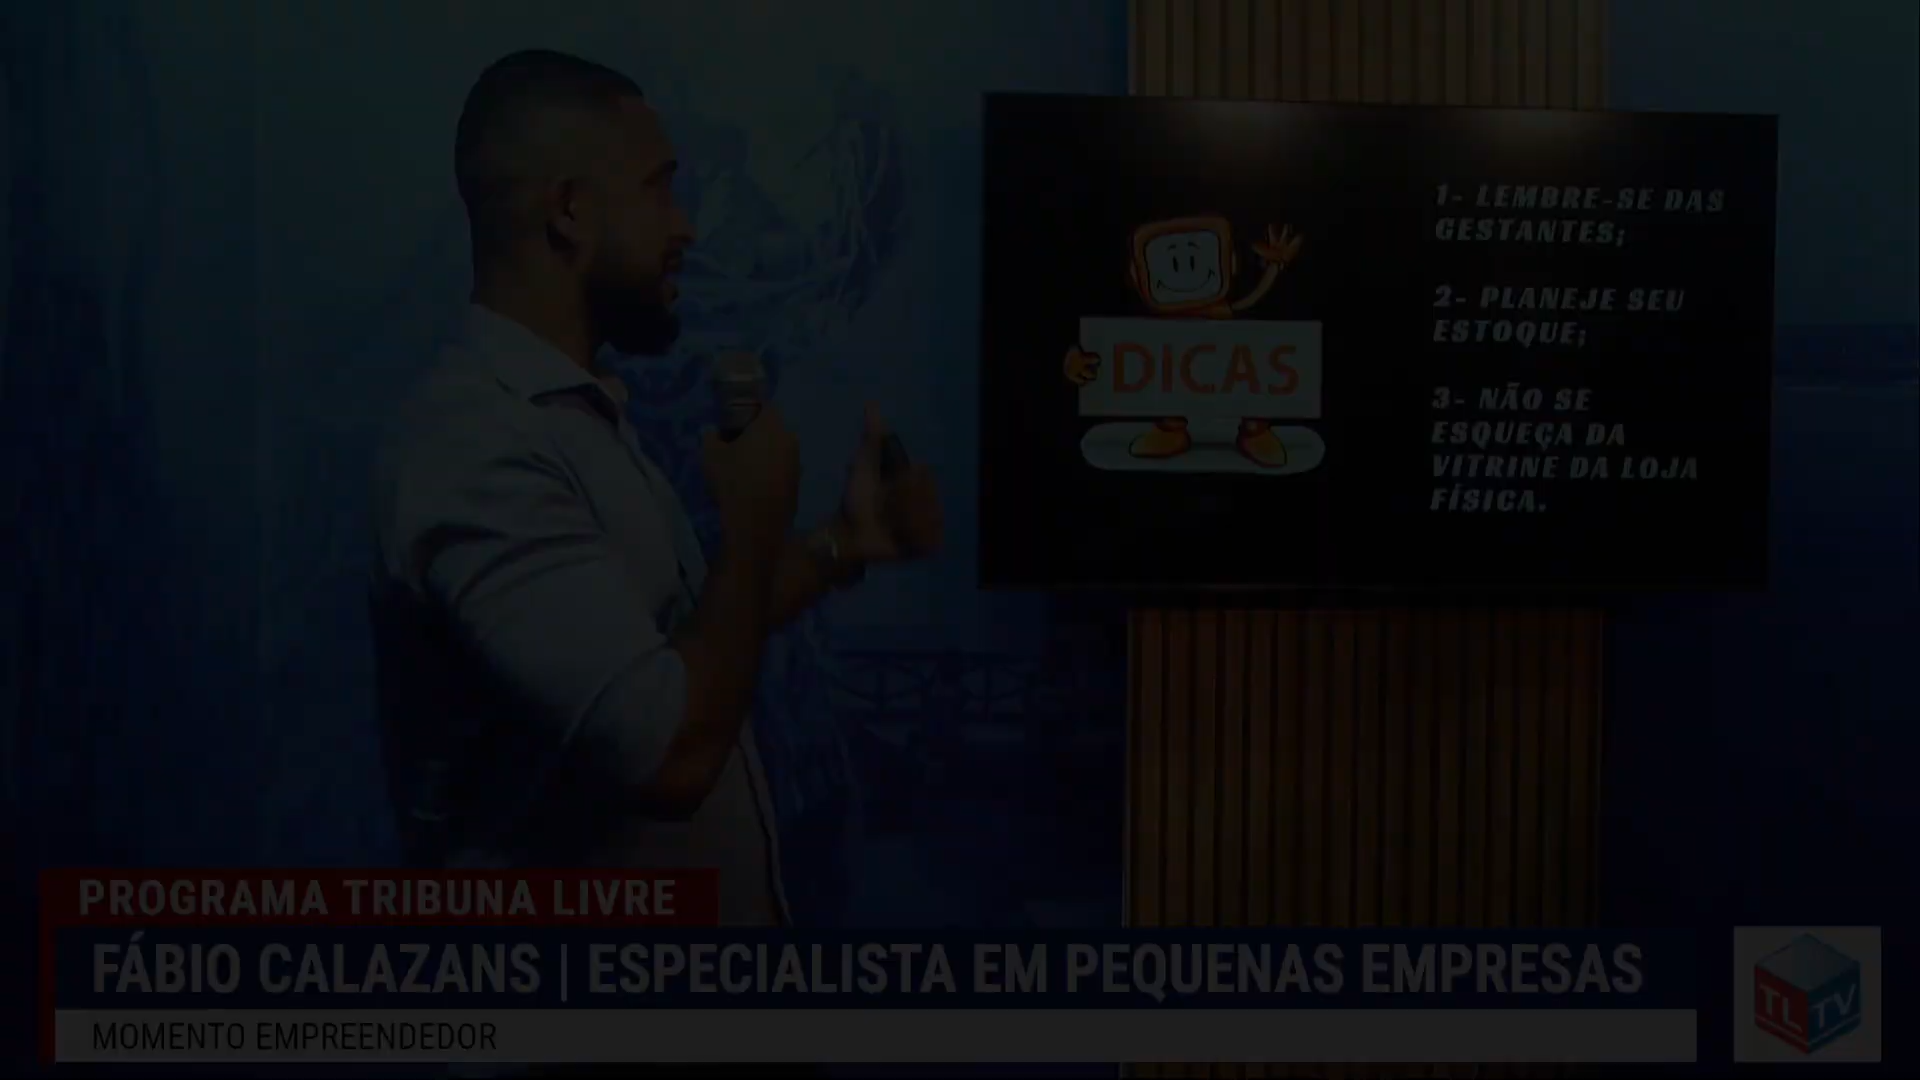 1- LEMBRE-SE DAS
GESTANTES;
2- PLANEJE SEU
ESTOQUE;
3- NÃO SE
ESQUEÇA DA
VITRINE DA LOJA
FÍSICA.
DICAS
PROGRAMA TRIBUNA LIVRE
FÁBIO CALAZANS | ESPECIALISTA EM PEQUENAS EMPRESAS
MOMENTO EMPREENDEDOR
TL TV